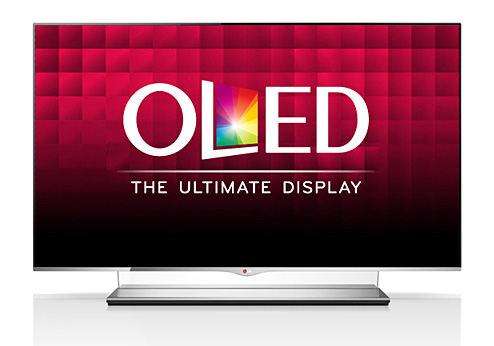 OLED
THE ULTIMATE DISPLAY